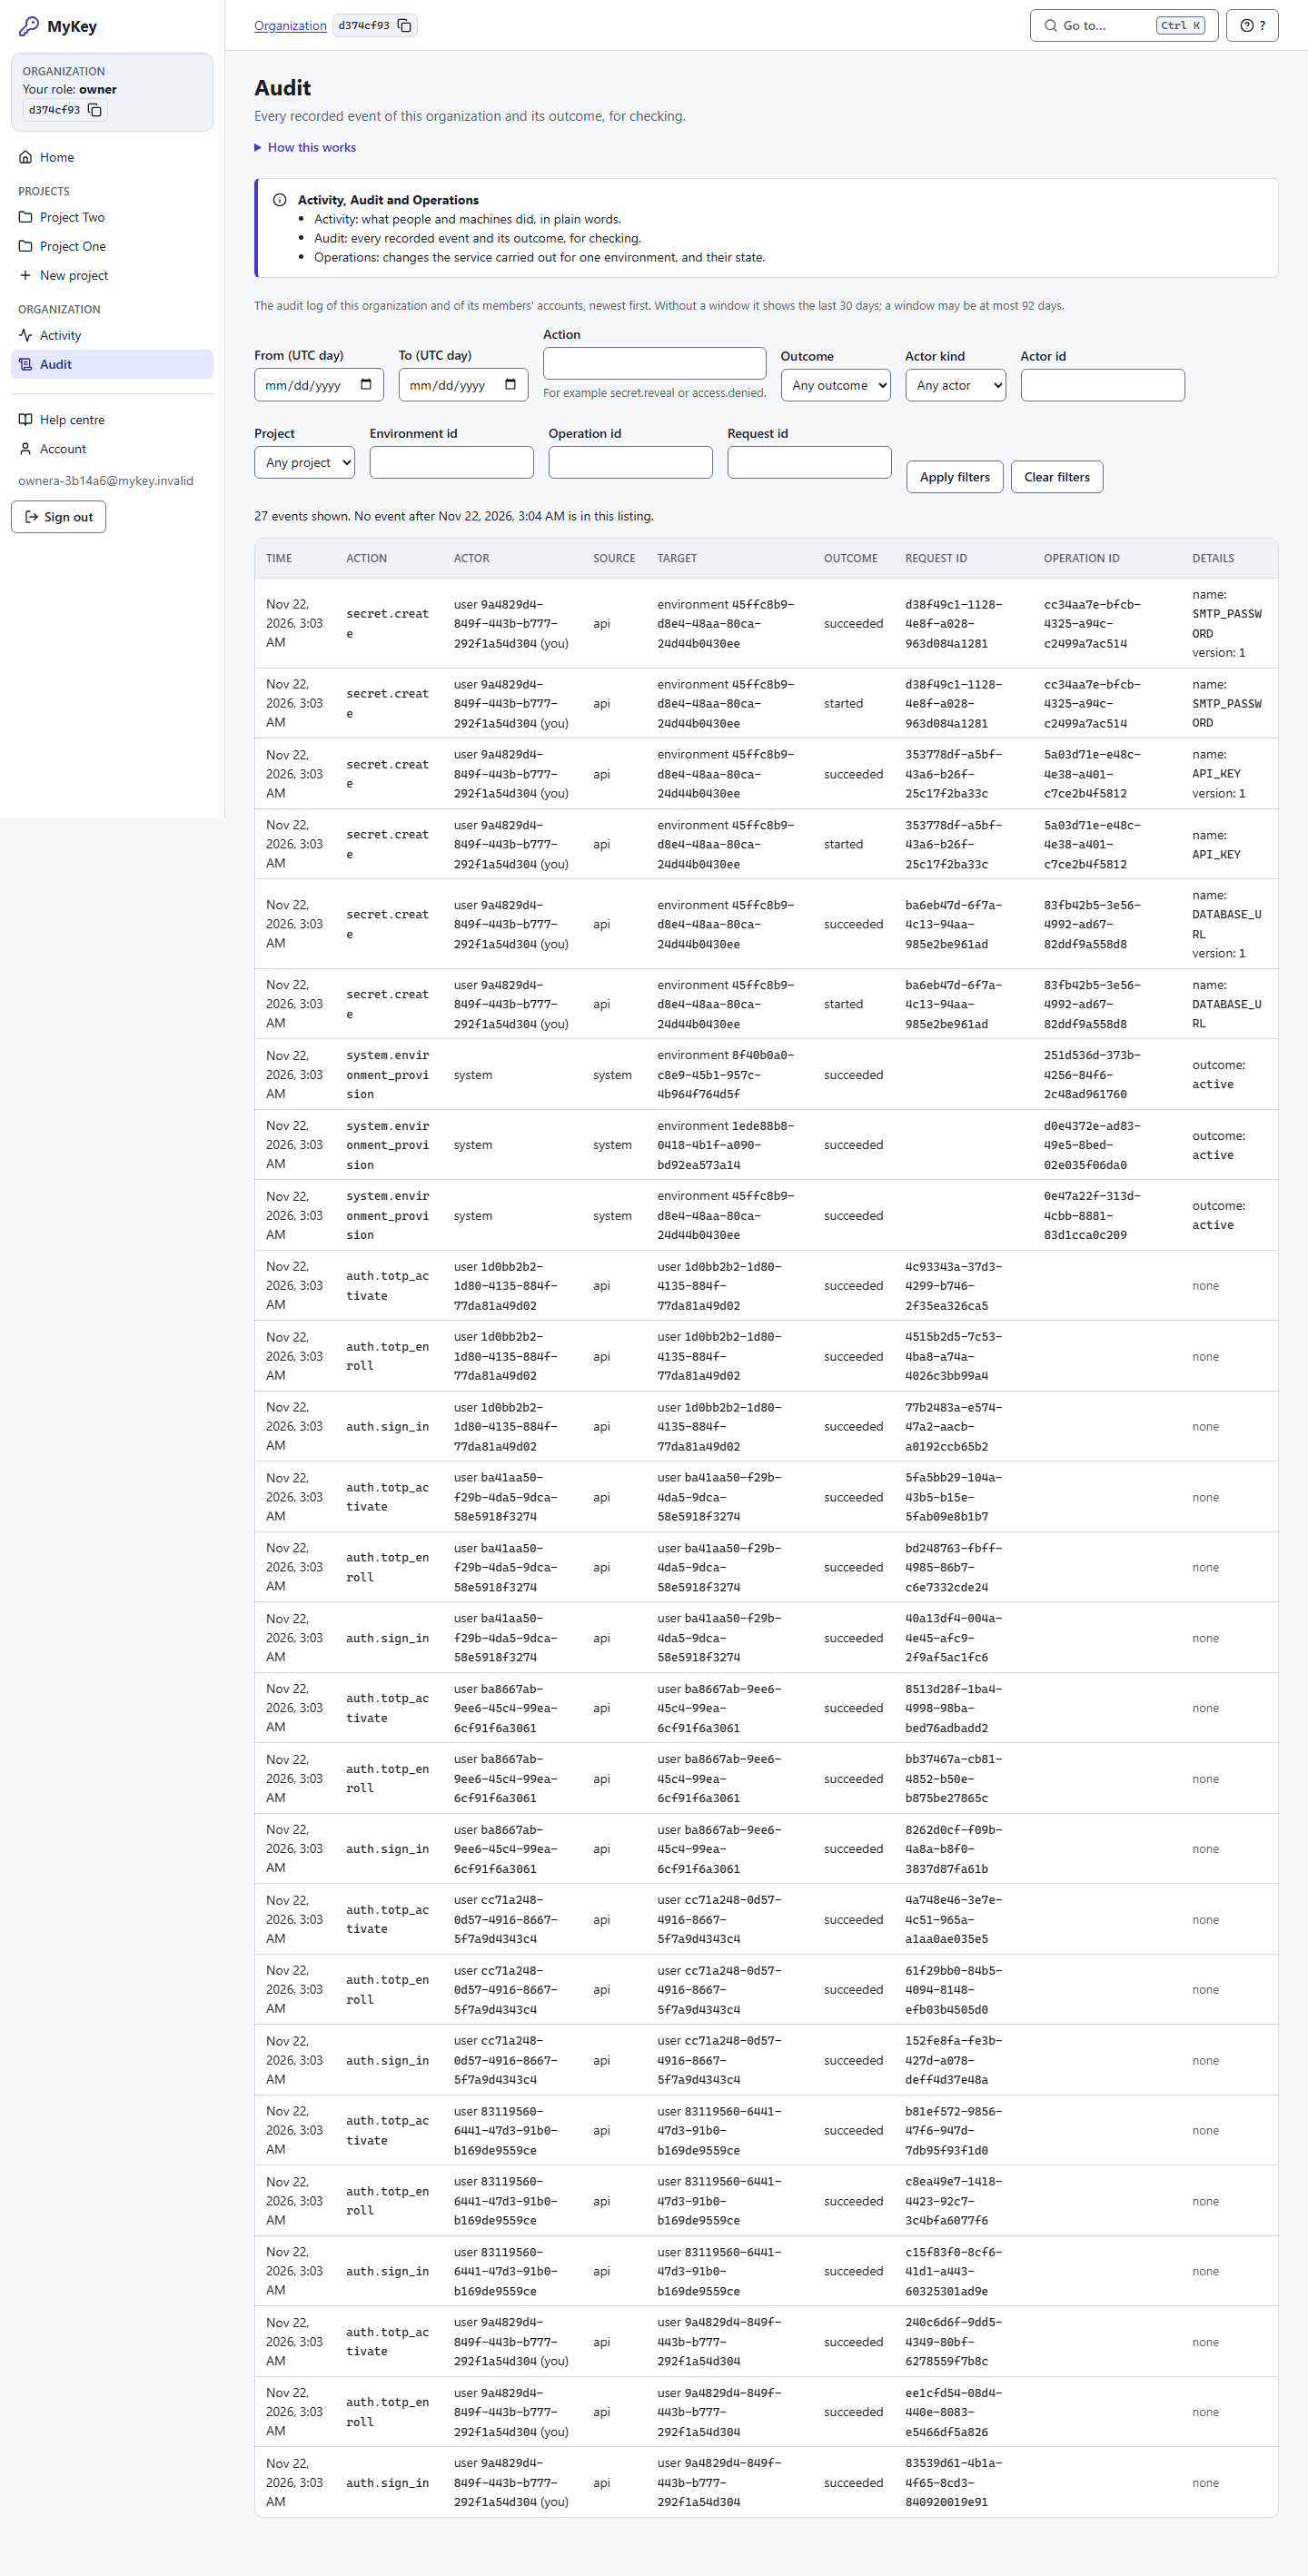 MyKey
ORGANIZATION
Your role: owner
d374cf93
Home
PROJECTS
Project Two
Project One
New project
ORGANIZATION
Activity
Audit
Help centre
Account
ownera-3b14a6@mykey.invalid
Sign out
Organization d374cf93
Go to... Ctrl K ?
Audit
Every recorded event of this organization and its outcome, for checking.
How this works
Activity, Audit and Operations
Activity: what people and machines did, in plain words.
Audit: every recorded event and its outcome, for checking.
Operations: changes the service carried out for one environment, and their state.
The audit log of this organization and of its members' accounts, newest first. Without a window it shows the last 30 days; a window may be at most 92 days.
From (UTC day) To (UTC day) Action Outcome Actor kind Actor id
mm/dd/yyyy mm/dd/yyyy Any outcome Any actor
For example secret.reveal or access.denied.
Project Environment id Operation id Request id
Any project Apply filters Clear filters
27 events shown. No event after Nov 22, 2026, 3:04 AM is in this listing.
TIME ACTION ACTOR SOURCE TARGET OUTCOME REQUEST ID OPERATION ID DETAILS
Nov 22, 2026, 3:03 AM secret.create user 9a4829d4-849f-443b-b777-292f1a54d304 (you) api environment 45ffc8b9-d8e4-48aa-80ca-24d44b0430ee succeeded d38f49c1-1128-4e8f-a028-963d084a1281 cc34aa7e-bfcb-4325-a94c-c2499a7ac514 name: SMTP_PASSWORD version: 1
Nov 22, 2026, 3:03 AM secret.create user 9a4829d4-849f-443b-b777-292f1a54d304 (you) api environment 45ffc8b9-d8e4-48aa-80ca-24d44b0430ee started d38f49c1-1128-4e8f-a028-963d084a1281 cc34aa7e-bfcb-4325-a94c-c2499a7ac514 name: SMTP_PASSWORD
Nov 22, 2026, 3:03 AM secret.create user 9a4829d4-849f-443b-b777-292f1a54d304 (you) api environment 45ffc8b9-d8e4-48aa-80ca-24d44b0430ee succeeded 353778df-a5bf-43a6-b26f-25c17f2ba33c 5a03d71e-e48c-4e38-a401-c7ce2b4f5812 name: API_KEY version: 1
Nov 22, 2026, 3:03 AM secret.create user 9a4829d4-849f-443b-b777-292f1a54d304 (you) api environment 45ffc8b9-d8e4-48aa-80ca-24d44b0430ee started 353778df-a5bf-43a6-b26f-25c17f2ba33c 5a03d71e-e48c-4e38-a401-c7ce2b4f5812 name: API_KEY
Nov 22, 2026, 3:03 AM secret.create user 9a4829d4-849f-443b-b777-292f1a54d304 (you) api environment 45ffc8b9-d8e4-48aa-80ca-24d44b0430ee succeeded ba6eb47d-6f7a-4c13-94aa-985e2be961ad 83fb42b5-3e56-4992-ad67-82ddf9a558d8 name: DATABASE_URL version: 1
Nov 22, 2026, 3:03 AM secret.create user 9a4829d4-849f-443b-b777-292f1a54d304 (you) api environment 45ffc8b9-d8e4-48aa-80ca-24d44b0430ee started ba6eb47d-6f7a-4c13-94aa-985e2be961ad 83fb42b5-3e56-4992-ad67-82ddf9a558d8 name: DATABASE_URL
Nov 22, 2026, 3:03 AM system.environment_provision system system environment 8f40b0a0-c8e9-45b1-957c-4b964f764d5f succeeded 251d536d-373b-4256-84f6-2c48ad961760 outcome: active
Nov 22, 2026, 3:03 AM system.environment_provision system system environment 1ede88b8-0418-4b1f-a090-bd92ea573a14 succeeded d0e4372e-ad83-49e5-8bed-02e035f06da0 outcome: active
Nov 22, 2026, 3:03 AM system.environment_provision system system environment 45ffc8b9-d8e4-48aa-80ca-24d44b0430ee succeeded 0e47a22f-313d-4cbb-8881-83d1cca0c209 outcome: active
Nov 22, 2026, 3:03 AM auth.totp_activate user 1d0bb2b2-1d80-4135-884f-77da81a49d02 api user 1d0bb2b2-1d80-4135-884f-77da81a49d02 succeeded 4c93343a-37d3-4299-b746-2f35ea326ca5 none
Nov 22, 2026, 3:03 AM auth.totp_enroll user 1d0bb2b2-1d80-4135-884f-77da81a49d02 api user 1d0bb2b2-1d80-4135-884f-77da81a49d02 succeeded 4515b2d5-7c53-4ba8-a74a-4026c3bb99a4 none
Nov 22, 2026, 3:03 AM auth.sign_in user 1d0bb2b2-1d80-4135-884f-77da81a49d02 api user 1d0bb2b2-1d80-4135-884f-77da81a49d02 succeeded 77b2483a-e574-47a2-aacb-a0192ccb65b2 none
Nov 22, 2026, 3:03 AM auth.totp_activate user ba41aa50-f29b-4da5-9dca-58e5918f3274 api user ba41aa50-f29b-4da5-9dca-58e5918f3274 succeeded 5fa5bb29-104a-43b5-b15e-5fab09e8b1b7 none
Nov 22, 2026, 3:03 AM auth.totp_enroll user ba41aa50-f29b-4da5-9dca-58e5918f3274 api user ba41aa50-f29b-4da5-9dca-58e5918f3274 succeeded bd248763-fbff-4985-86b7-c6e7332cde24 none
Nov 22, 2026, 3:03 AM auth.sign_in user ba41aa50-f29b-4da5-9dca-58e5918f3274 api user ba41aa50-f29b-4da5-9dca-58e5918f3274 succeeded 40a13df4-004a-4e45-afc9-2f9af5ac1fc6 none
Nov 22, 2026, 3:03 AM auth.totp_activate user ba8667ab-9ee6-45c4-99ea-6cf91f6a3061 api user ba8667ab-9ee6-45c4-99ea-6cf91f6a3061 succeeded 8513d28f-1ba4-4998-98ba-bed76adbadd2 none
Nov 22, 2026, 3:03 AM auth.totp_enroll user ba8667ab-9ee6-45c4-99ea-6cf91f6a3061 api user ba8667ab-9ee6-45c4-99ea-6cf91f6a3061 succeeded bb37467a-cb81-4852-b50e-b875be27865c none
Nov 22, 2026, 3:03 AM auth.sign_in user ba8667ab-9ee6-45c4-99ea-6cf91f6a3061 api user ba8667ab-9ee6-45c4-99ea-6cf91f6a3061 succeeded 8262d0cf-f09b-4a8a-b8f0-3837d87fa61b none
Nov 22, 2026, 3:03 AM auth.totp_activate user cc71a248-0d57-4916-8667-5f7a9d4343c4 api user cc71a248-0d57-4916-8667-5f7a9d4343c4 succeeded 4a748e46-3e7e-4c51-965a-a1aa0ae035e5 none
Nov 22, 2026, 3:03 AM auth.totp_enroll user cc71a248-0d57-4916-8667-5f7a9d4343c4 api user cc71a248-0d57-4916-8667-5f7a9d4343c4 succeeded 61f29bb0-84b5-4094-8148-efb03b4505d0 none
Nov 22, 2026, 3:03 AM auth.sign_in user cc71a248-0d57-4916-8667-5f7a9d4343c4 api user cc71a248-0d57-4916-8667-5f7a9d4343c4 succeeded 152fe8fa-fe3b-427d-a078-deff4d37e48a none
Nov 22, 2026, 3:03 AM auth.totp_activate user 83119560-6441-47d3-91b0-b169de9559ce api user 83119560-6441-47d3-91b0-b169de9559ce succeeded b81ef572-9856-47f6-947d-7db95f93f1d0 none
Nov 22, 2026, 3:03 AM auth.totp_enroll user 83119560-6441-47d3-91b0-b169de9559ce api user 83119560-6441-47d3-91b0-b169de9559ce succeeded c8ea49e7-1418-4423-92c7-3c4bfa6077f6 none
Nov 22, 2026, 3:03 AM auth.sign_in user 83119560-6441-47d3-91b0-b169de9559ce api user 83119560-6441-47d3-91b0-b169de9559ce succeeded c15f83f0-8cf6-41d1-a443-60325301ad9e none
Nov 22, 2026, 3:03 AM auth.totp_activate user 9a4829d4-849f-443b-b777-292f1a54d304 (you) api user 9a4829d4-849f-443b-b777-292f1a54d304 succeeded 240c6d6f-9dd5-4349-80bf-6278559f7b8c none
Nov 22, 2026, 3:03 AM auth.totp_enroll user 9a4829d4-849f-443b-b777-292f1a54d304 (you) api user 9a4829d4-849f-443b-b777-292f1a54d304 succeeded ee1cfd54-08d4-440e-8083-e5466df5a826 none
Nov 22, 2026, 3:03 AM auth.sign_in user 9a4829d4-849f-443b-b777-292f1a54d304 (you) api user 9a4829d4-849f-443b-b777-292f1a54d304 succeeded 83539d61-4b1a-4f65-8cd3-840920019e91 none